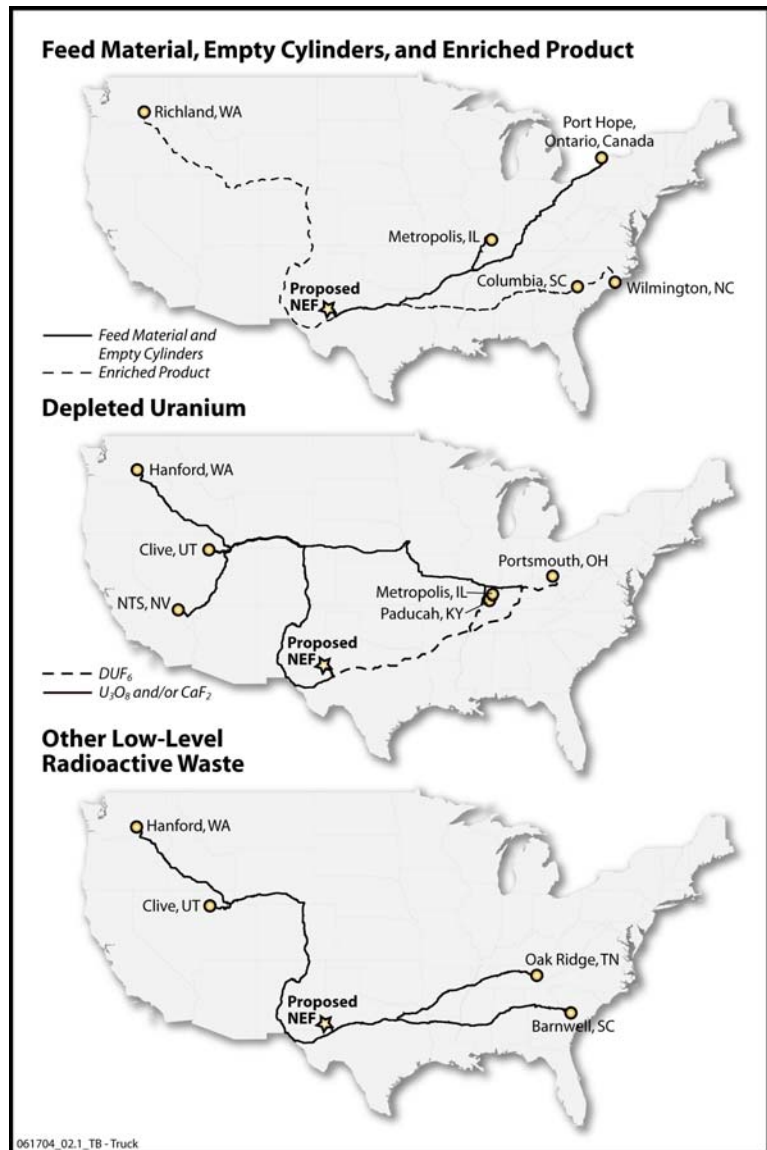 Feed Material, Empty Cylinders, and Enriched Product
Richland, WA
Port Hope,
Ontario, Canada
Metropolis, IL
Columbia, SC
Wilmington, NC
Proposed
NEF
Feed Material and
Empty Cylinders
Enriched Product
Depleted Uranium
Hanford, WA
Clive, UT
Portsmouth, OH
Metropolis, IL
Paducah, KY
NTS, NV
Proposed
NEF
DUF₆
U₃O₈ and/or CaF₂
Other Low-Level
Radioactive Waste
Hanford, WA
Clive, UT
Oak Ridge, TN
Proposed
NEF
Barnwell, SC
061704_02.1_TB - Truck